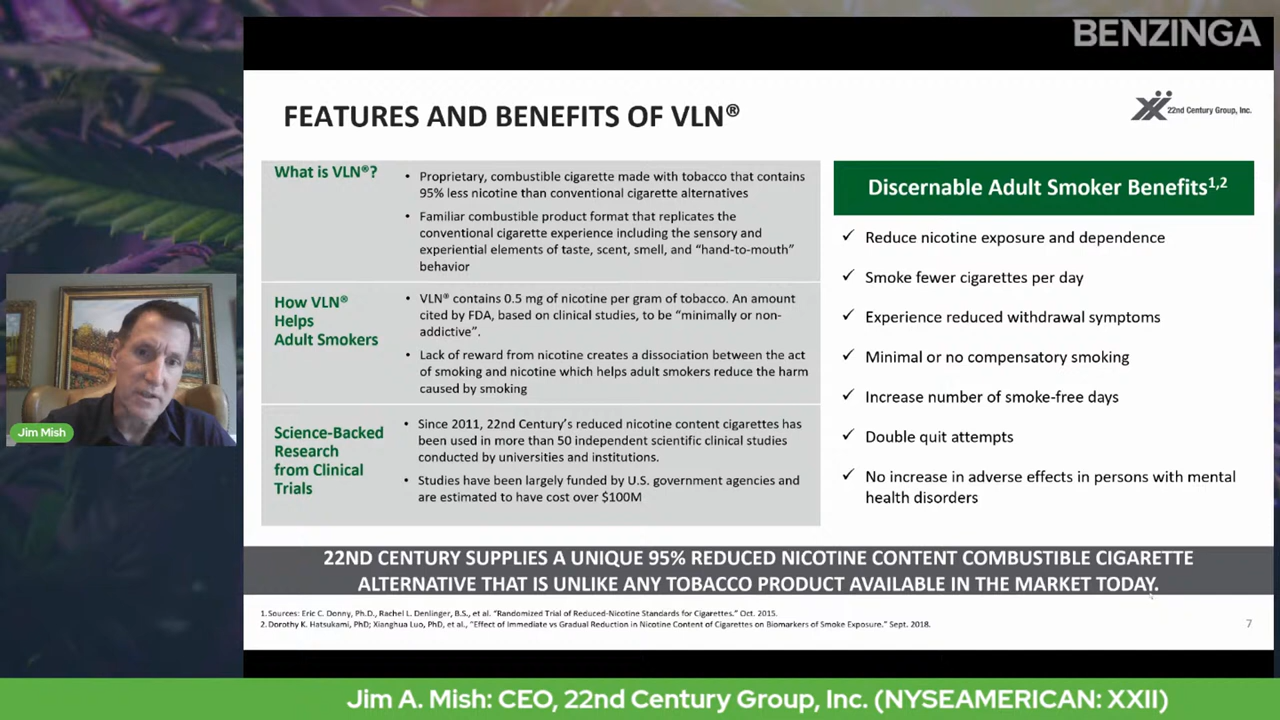 BENZINGA
FEATURES AND BENEFITS OF VLN®
22nd Century Group, Inc.
What is VLN®?
• Proprietary, combustible cigarette made with tobacco that contains
95% less nicotine than conventional cigarette alternatives
• Familiar combustible product format that replicates the
conventional cigarette experience including the sensory and
experiential elements of taste, scent, smell, and “hand-to-mouth”
behavior
How VLN®
Helps
Adult Smokers
• VLN® contains 0.5 mg of nicotine per gram of tobacco. An amount
cited by FDA, based on clinical studies, to be “minimally or non-
addictive”.
• Lack of reward from nicotine creates a dissociation between the act
of smoking and nicotine which helps adult smokers reduce the harm
caused by smoking
Science-Backed
Research
from Clinical
Trials
• Since 2011, 22nd Century’s reduced nicotine content cigarettes has
been used in more than 50 independent scientific clinical studies
conducted by universities and institutions.
• Studies have been largely funded by U.S. government agencies and
are estimated to have cost over $100M
Discernable Adult Smoker Benefits1,2
✓ Reduce nicotine exposure and dependence
✓ Smoke fewer cigarettes per day
✓ Experience reduced withdrawal symptoms
✓ Minimal or no compensatory smoking
✓ Increase number of smoke-free days
✓ Double quit attempts
✓ No increase in adverse effects in persons with mental
health disorders
22ND CENTURY SUPPLIES A UNIQUE 95% REDUCED NICOTINE CONTENT COMBUSTIBLE CIGARETTE
ALTERNATIVE THAT IS UNLIKE ANY TOBACCO PRODUCT AVAILABLE IN THE MARKET TODAY.
1. Sources: Eric C. Donny, Ph.D., Rachel L. Denlinger, B.S., et al. “Randomized Trial of Reduced-Nicotine Standards for Cigarettes.” Oct. 2015.
2. Dorothy K. Hatsukami, PhD; Xianghua Luo, PhD, et al., “Effect of Immediate vs Gradual Reduction in Nicotine Content of Cigarettes on Biomarkers of Smoke Exposure.” Sept. 2018.
7
Jim Mish
Jim A. Mish: CEO, 22nd Century Group, Inc. (NYSEAMERICAN: XXII)